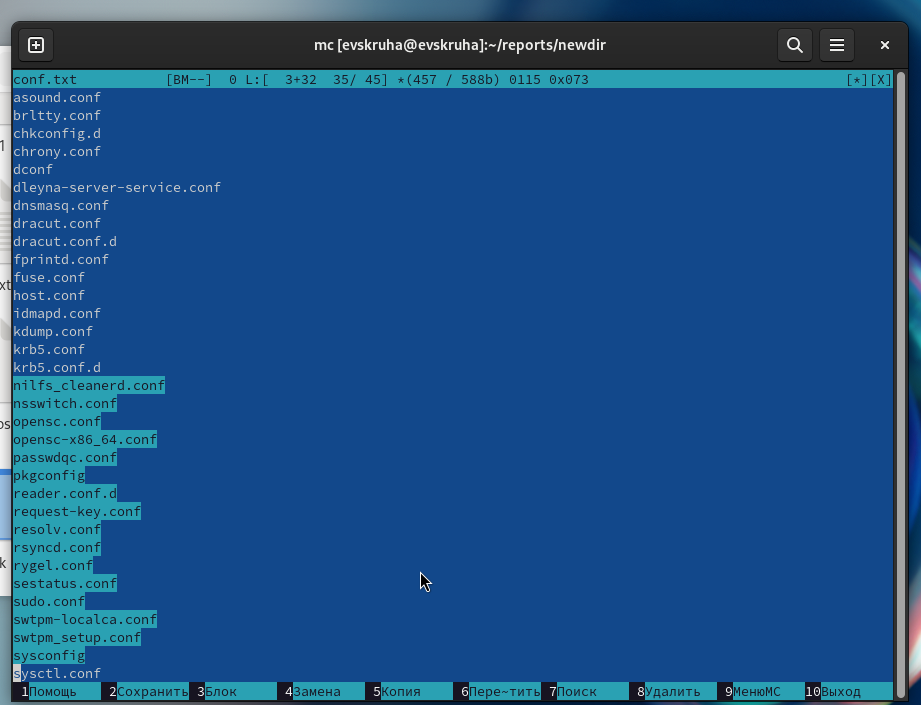 mc [evskruha@evskruha]:~/reports/newdir
conf.txt [BM--] 0 L:[ 3+32 35/ 45] *(457 / 588b) 0115 0x073 [*][X]
asound.conf
brltty.conf
chkconfig.d
chrony.conf
dconf
dleyna-server-service.conf
dnsmasq.conf
dracut.conf
dracut.conf.d
fprintd.conf
fuse.conf
host.conf
idmapd.conf
kdump.conf
krb5.conf
krb5.conf.d
nilfs_cleanerd.conf
nsswitch.conf
opensc.conf
opensc-x86_64.conf
passwdqc.conf
pkgconfig
reader.conf.d
request-key.conf
resolv.conf
rsyncd.conf
rygel.conf
sestatus.conf
sudo.conf
swtpm-localca.conf
swtpm_setup.conf
sysconfig
sysctl.conf
1Помощь 2Сохранить 3Блок 4Замена 5Копия 6Пере~тить 7Поиск 8Удалить 9МенюМС 10Выход